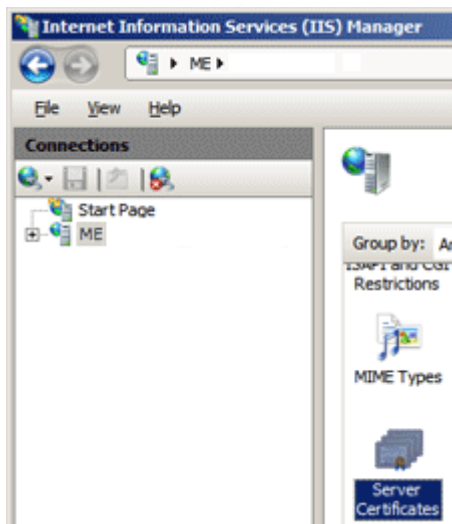 Internet Information Services (IIS) Manager
ME
File View Help
Connections
Start Page
ME
Group by:
ISAPI and CGI
Restrictions
MIME Types
Server
Certificates